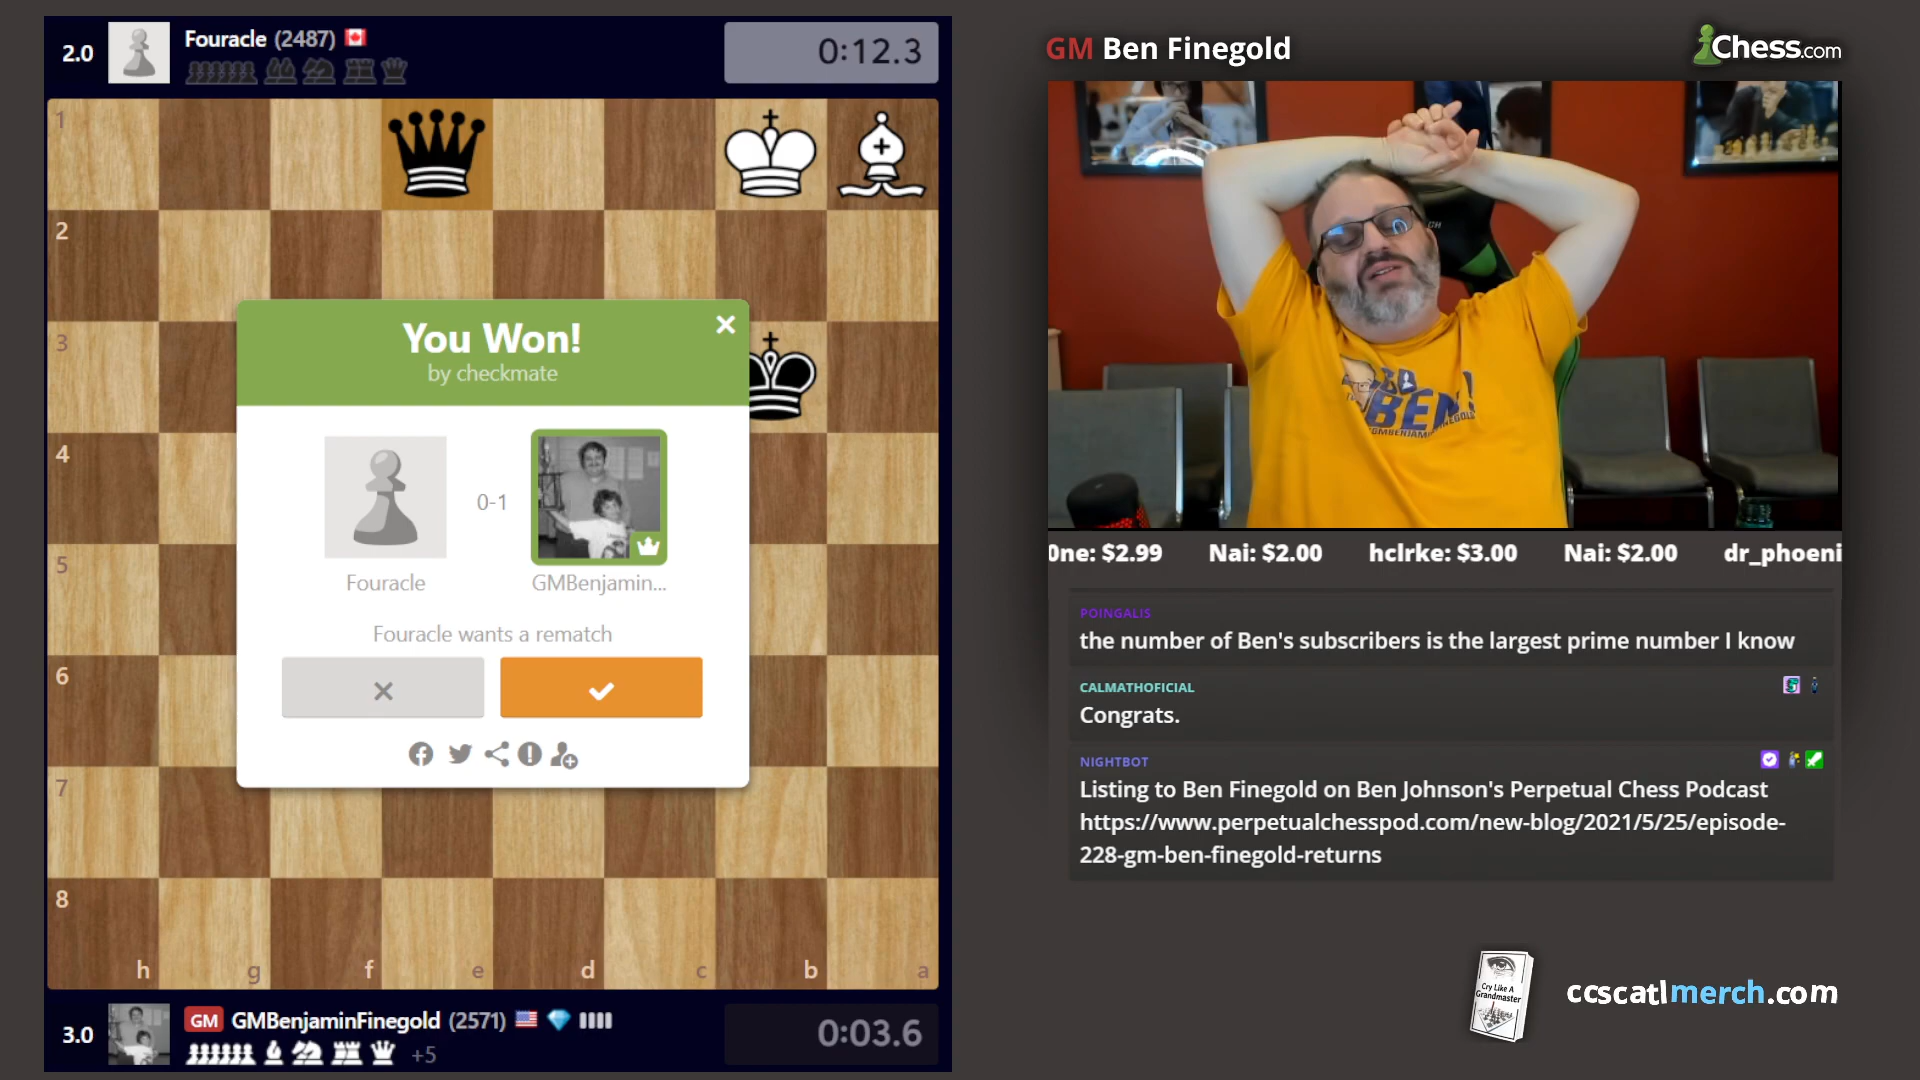 2.0
Fouracle (2487)
0:12.3
1
2
3
4
5
6
7
8
h
g
f
e
d
c
b
a
You Won!
by checkmate
0-1
Fouracle
GMBenjamin...
Fouracle wants a rematch
3.0
GM GMBenjaminFinegold (2571)
+5
0:03.6
GM Ben Finegold
Chess.com
BEN!
0ne: $2.99 Nai: $2.00 hclrke: $3.00 Nai: $2.00 dr_phoeni
POINGALIS
the number of Ben's subscribers is the largest prime number I know
CALMATHOFICIAL
Congrats.
NIGHTBOT
Listing to Ben Finegold on Ben Johnson's Perpetual Chess Podcast
https://www.perpetualchesspod.com/new-blog/2021/5/25/episode-
228-gm-ben-finegold-returns
Cry Like A
Grandmaster
ccscatlmerch.com